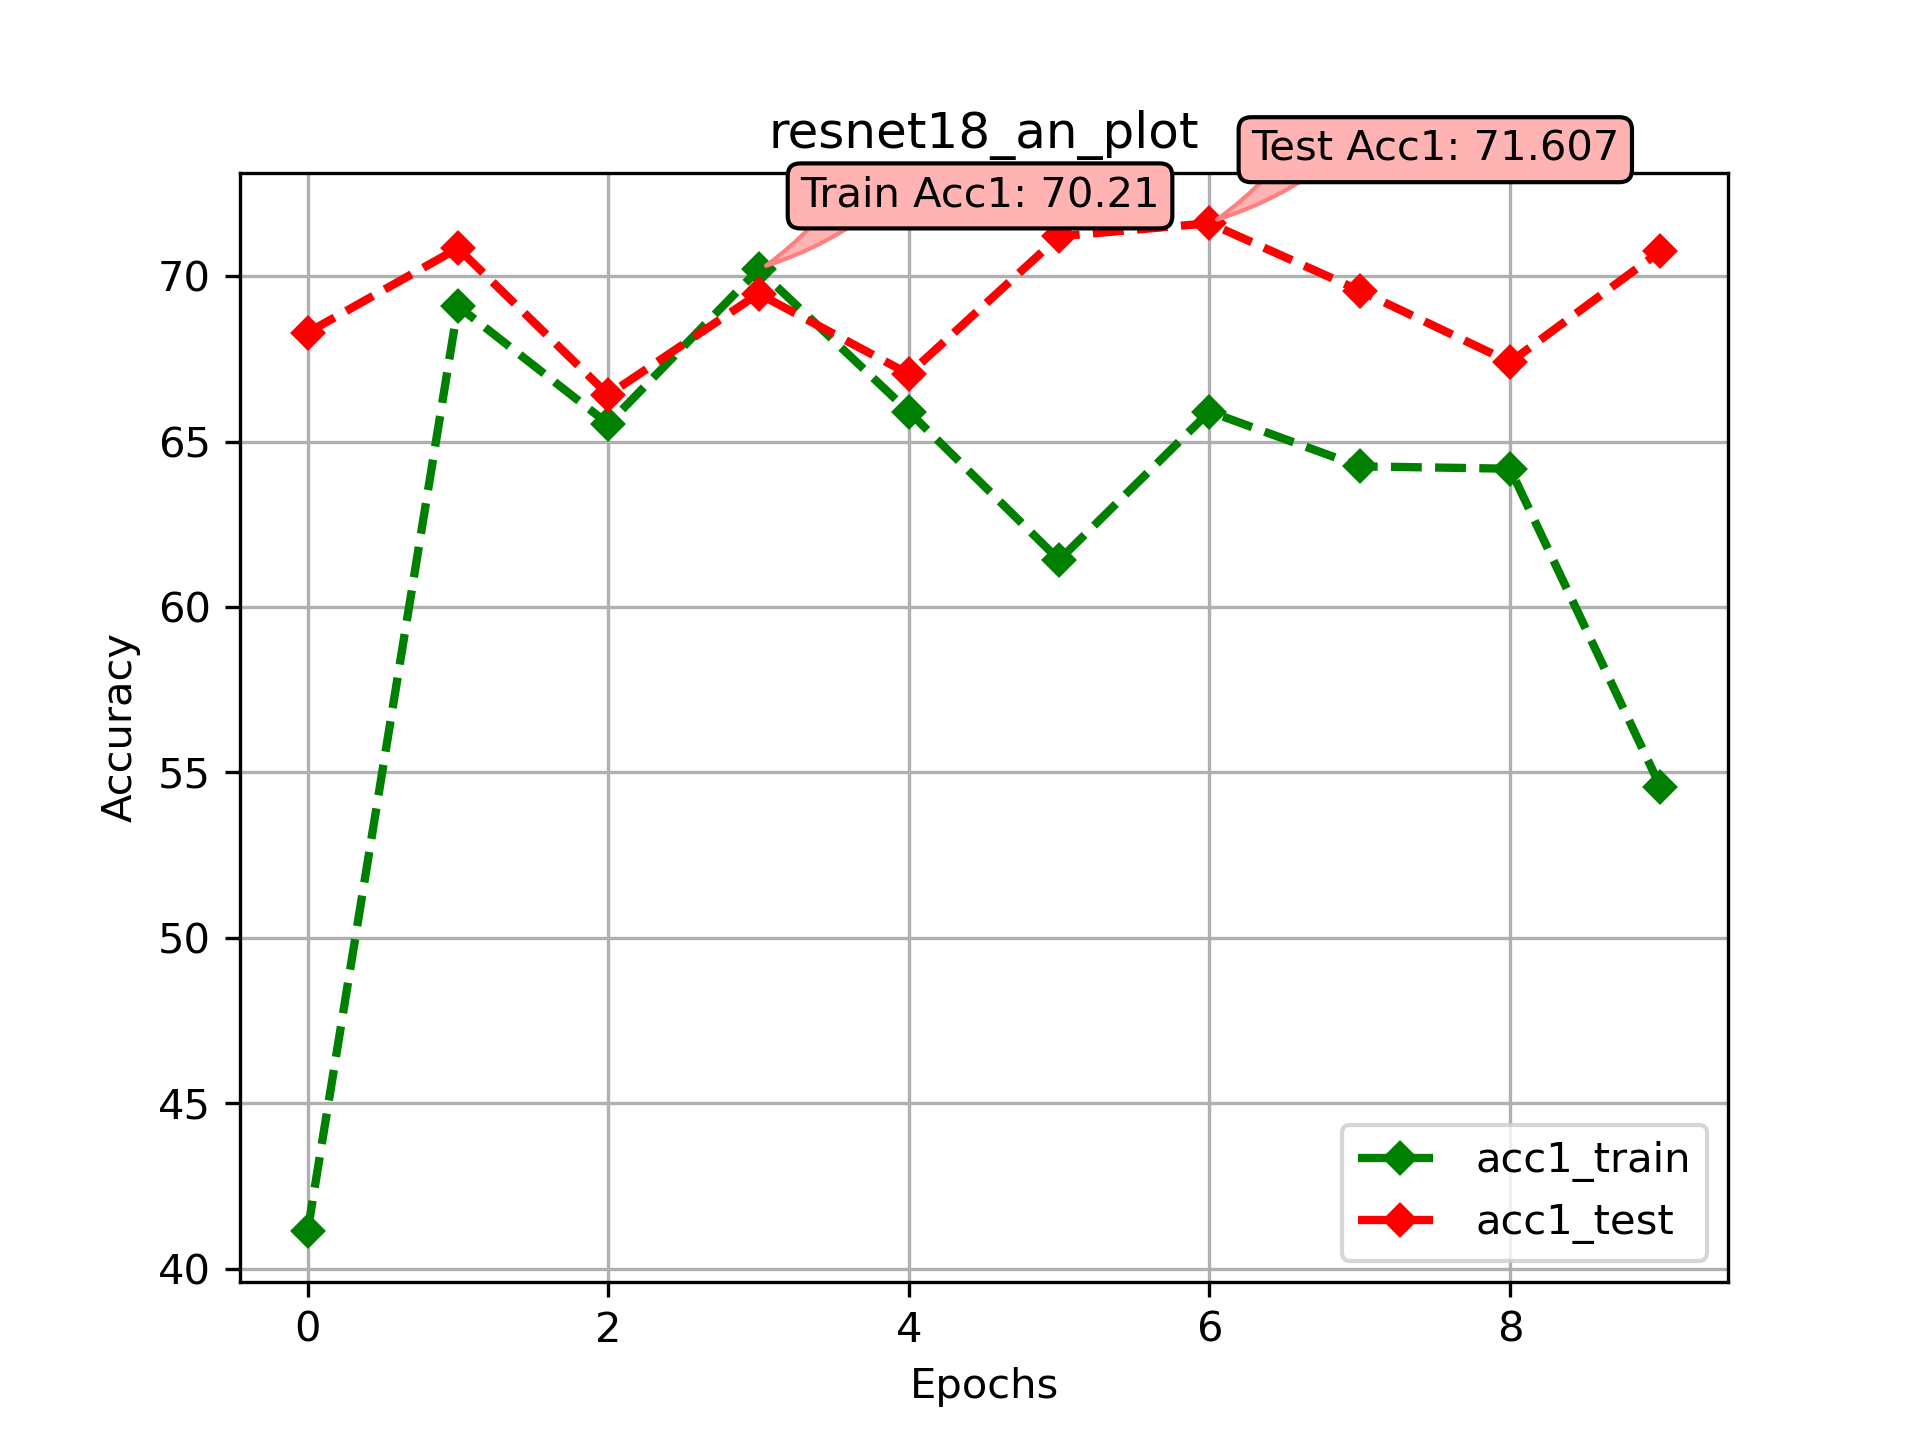 resnet18_an_plot
Test Acc1: 71.607
Train Acc1: 70.21
70
65
60
55
50
45
40
Accuracy
acc1_train
acc1_test
0 2 4 6 8
Epochs